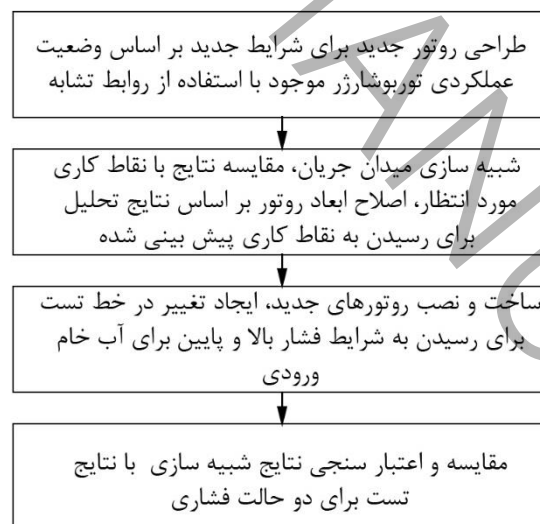 طراحی روتور جدید برای شرایط جدید بر اساس وضعیت
عملکردی توربوشارژر موجود با استفاده از روابط تشابه
شبیه سازی میدان جریان، مقایسه نتایج با نقاط کاری
مورد انتظار، اصلاح ابعاد روتور بر اساس نتایج تحلیل
برای رسیدن به نقاط کاری پیش بینی شده
ساخت و نصب روتورهای جدید، ایجاد تغییر در خط تست
برای رسیدن به شرایط فشار بالا و پایین برای آب خام
ورودی
مقایسه و اعتبار سنجی نتایج شبیه سازی با نتایج
تست برای دو حالت فشاری